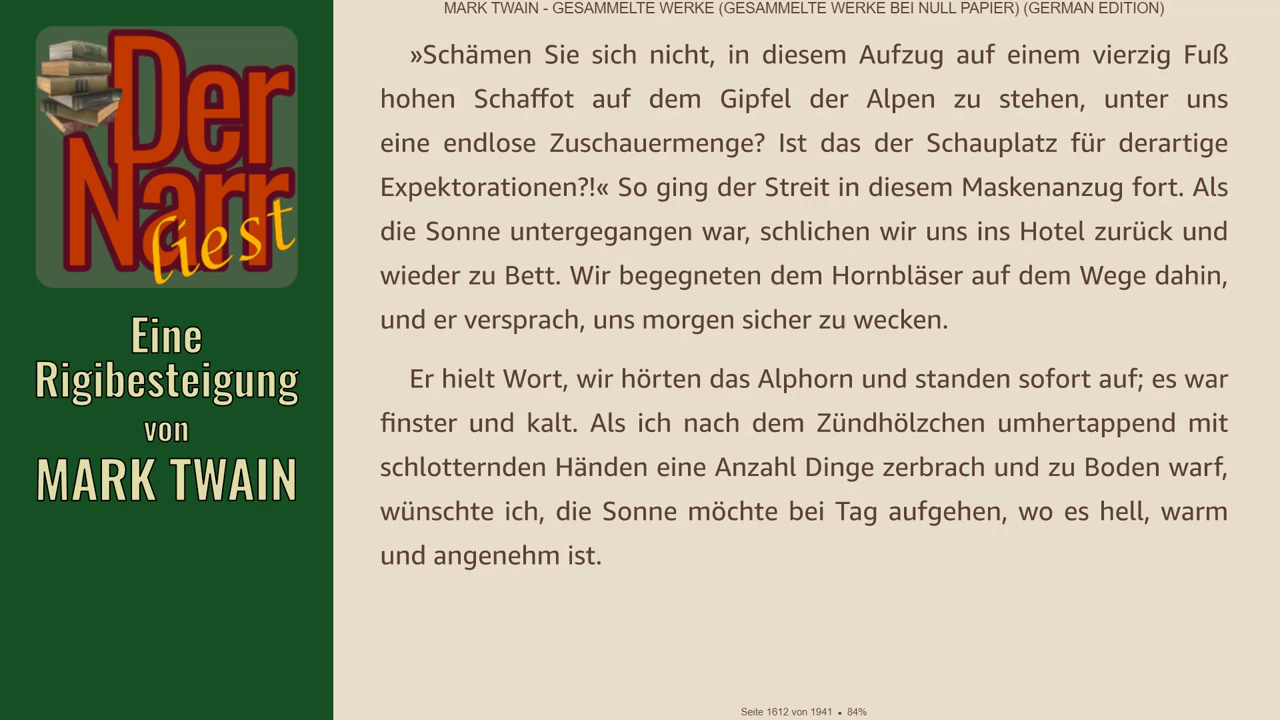 MARK TWAIN - GESAMMELTE WERKE (GESAMMELTE WERKE BEI NULL PAPIER) (GERMAN EDITION)
Der
Narr
liest
Eine
Rigibesteigung
von
MARK TWAIN
»Schämen Sie sich nicht, in diesem Aufzug auf einem vierzig Fuß
hohen Schaffot auf dem Gipfel der Alpen zu stehen, unter uns
eine endlose Zuschauermenge? Ist das der Schauplatz für derartige
Expektorationen?!« So ging der Streit in diesem Maskenanzug fort. Als
die Sonne untergegangen war, schlichen wir uns ins Hotel zurück und
wieder zu Bett. Wir begegneten dem Hornbläser auf dem Wege dahin,
und er versprach, uns morgen sicher zu wecken.
Er hielt Wort, wir hörten das Alphorn und standen sofort auf; es war
finster und kalt. Als ich nach dem Zündhölzchen umhertappend mit
schlotternden Händen eine Anzahl Dinge zerbrach und zu Boden warf,
wünschte ich, die Sonne möchte bei Tag aufgehen, wo es hell, warm
und angenehm ist.
Seite 1612 von 1941 • 84%